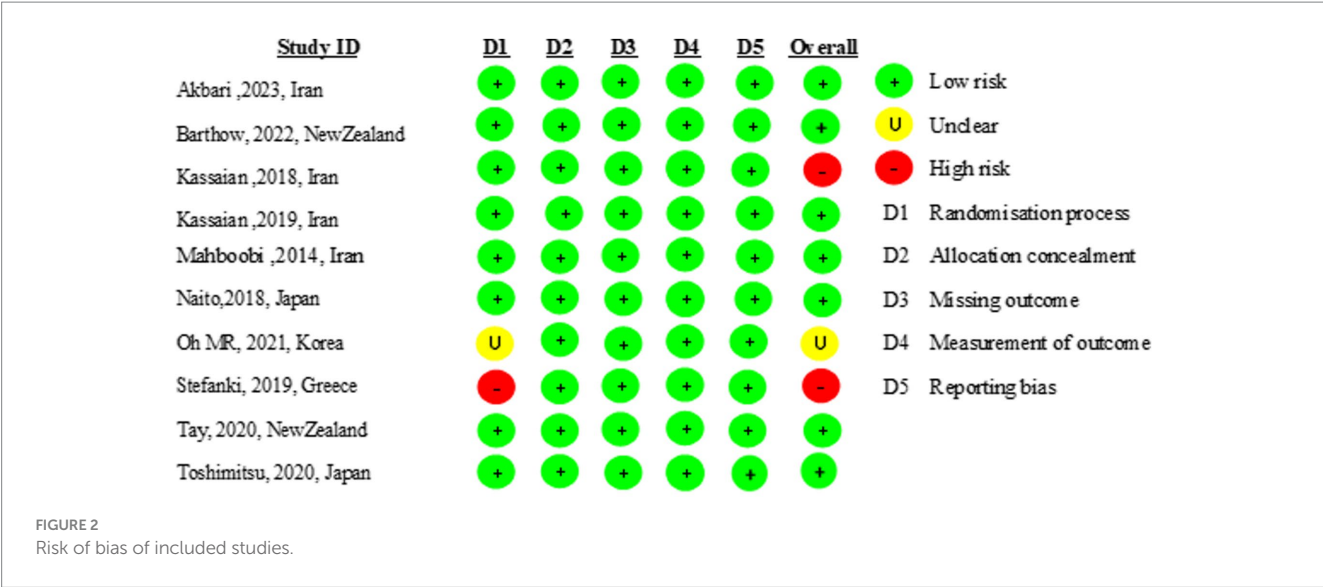 Study ID D1 D2 D3 D4 D5 Overall
Akbari ,2023, Iran + + + + + + + Low risk
Barthow, 2022, NewZealand + + + + + + U Unclear
Kassaian ,2018, Iran + + + + + - - High risk
Kassaian ,2019, Iran + + + + + + D1 Randomisation process
Mahboobi ,2014, Iran + + + + + + D2 Allocation concealment
Naito,2018, Japan + + + + + + D3 Missing outcome
Oh MR, 2021, Korea U + + + + U D4 Measurement of outcome
Stefanki, 2019, Greece - + + + + - D5 Reporting bias
Tay, 2020, NewZealand + + + + + +
Toshimitsu, 2020, Japan + + + + + +
FIGURE 2
Risk of bias of included studies.